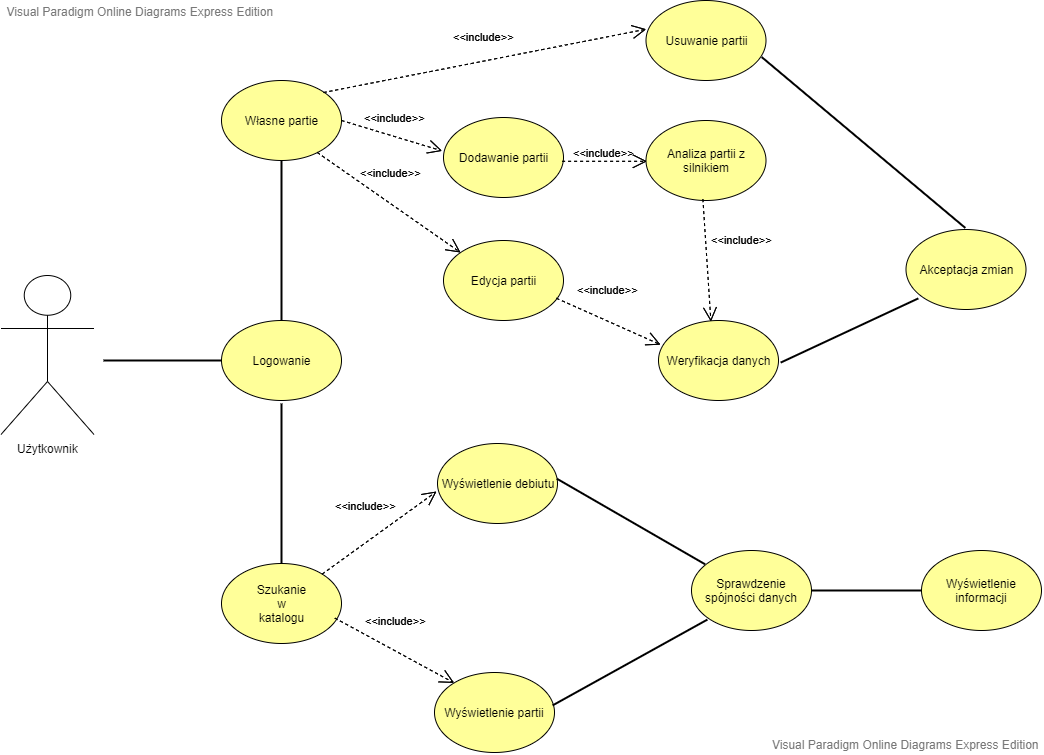 Visual Paradigm Online Diagrams Express Edition
<<include>>
Usuwanie partii
Własne partie
<<include>>
Dodawanie partii
<<include>>
Analiza partii z
silnikiem
<<include>>
<<include>>
Edycja partii
<<include>>
Akceptacja zmian
Logowanie
Weryfikacja danych
Użytkownik
Wyświetlenie debiutu
<<include>>
Szukanie
w
katalogu
<<include>>
Sprawdzenie
spójności danych
Wyświetlenie
informacji
Wyświetlenie partii
Visual Paradigm Online Diagrams Express Edition